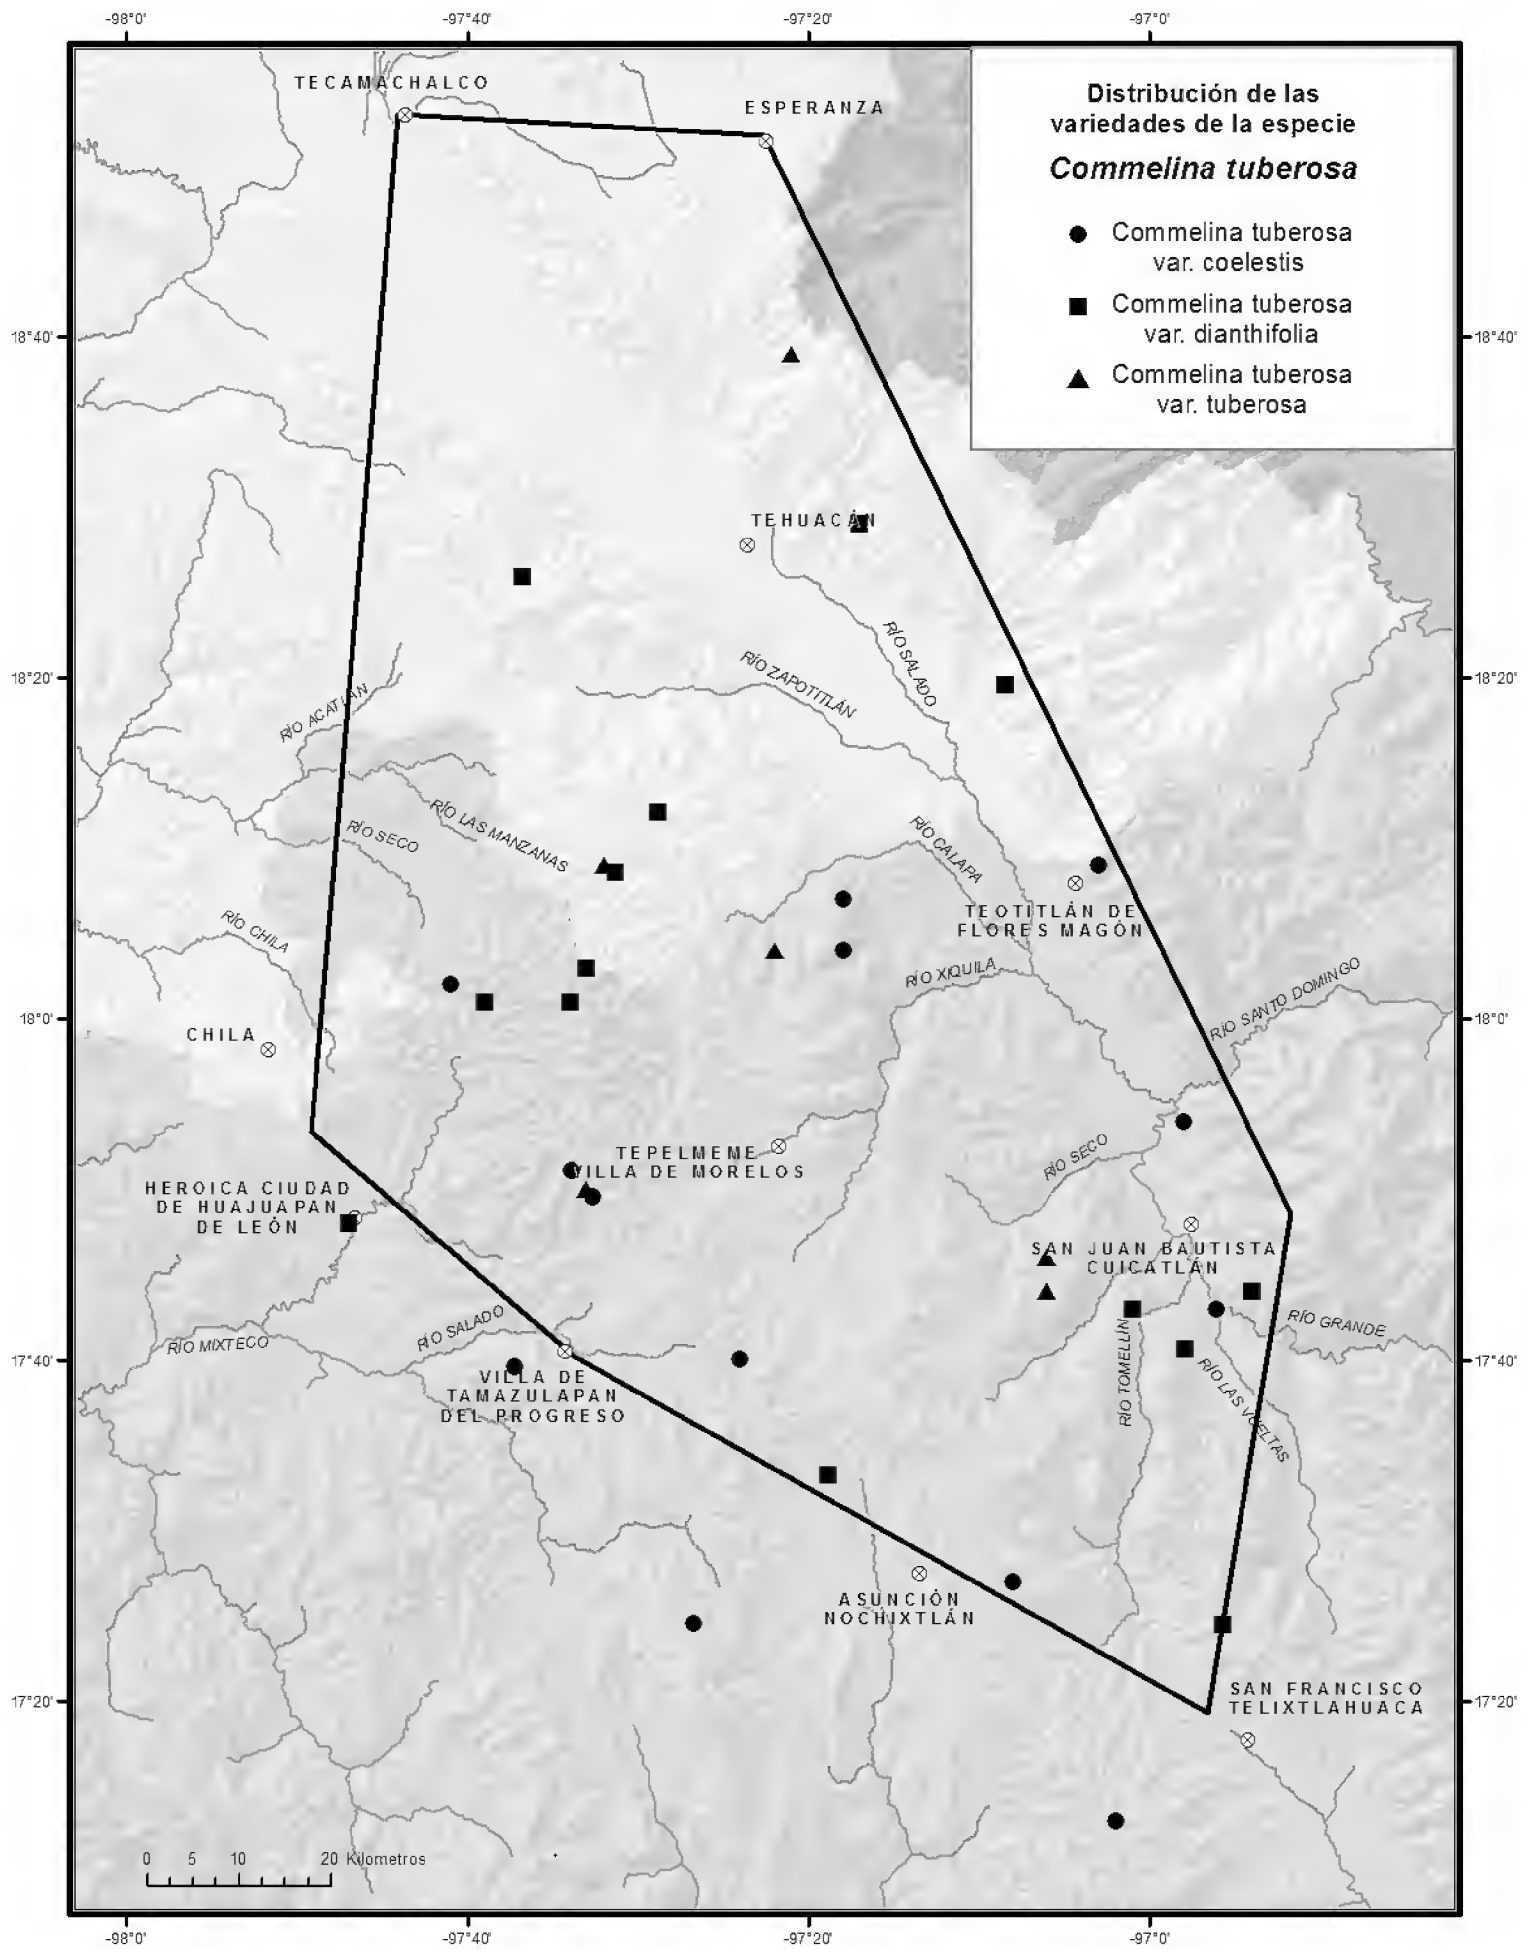 -98°0'
-97°40'
-97°20'
-97°0'
TECAMACHALCO
ESPERANZA
Distribución de las
variedades de la especie
Commelina tuberosa
Commelina tuberosa
var. coelestis
Commelina tuberosa
var. dianthifolia
Commelina tuberosa
var. tuberosa
18°40'
18°40'
TEHUACÁN
RÍO SALADO
18°20'
18°20'
RÍO ZAPOTITLÁN
RÍO ACATLÁN
RÍO LAS MANZANAS
RÍO SECO
RÍO CALAPA
TEOTITLÁN DE
FLORES MAGÓN
RÍO CHILA
RÍO XIQUILA
RÍO SANTO DOMINGO
18°0'
18°0'
CHILA
TEPELMEME
VILLA DE MORELOS
RÍO SECO
HEROICA CIUDAD
DE HUAJUAPAN
DE LEÓN
SAN JUAN BAUTISTA
CUICATLÁN
RÍO GRANDE
RÍO SALADO
RÍO MIXTECO
17°40'
17°40'
VILLA DE
TAMAZULAPAN
DEL PROGRESO
RÍO TOMELLÍN
RÍO LAS VUELTAS
ASUNCIÓN
NOCHIXTLÁN
SAN FRANCISCO
TELIXTLAHUACA
17°20'
17°20'
0 5 10 20 Kilometros
-98°0'
-97°40'
-97°20'
-97°0'